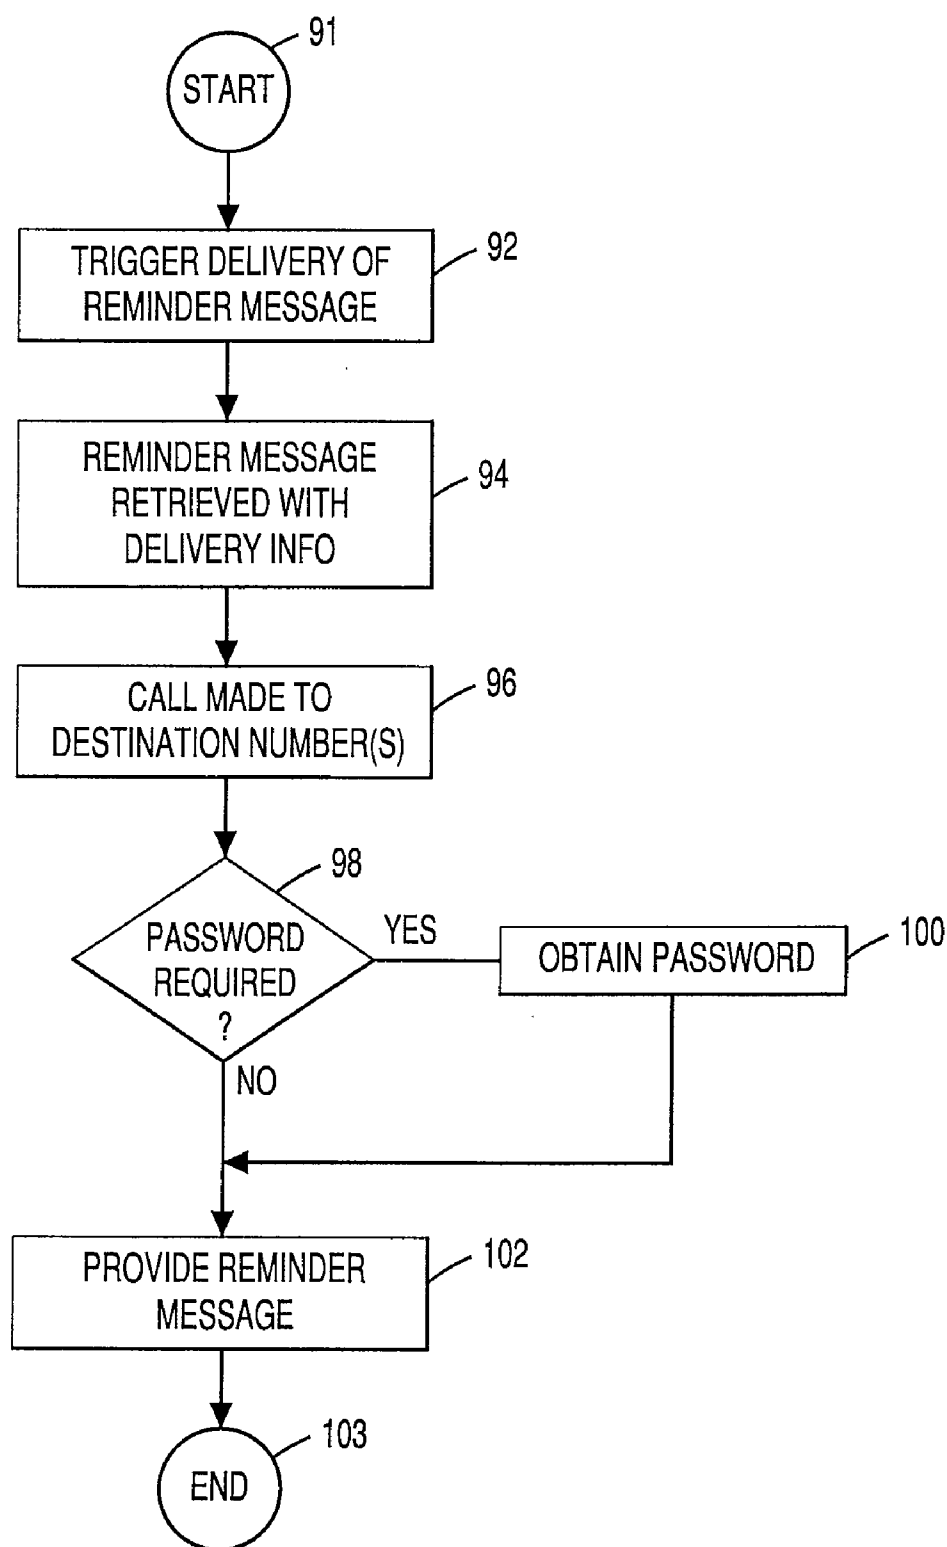 91
START
92
TRIGGER DELIVERY OF
REMINDER MESSAGE
94
REMINDER MESSAGE
RETRIEVED WITH
DELIVERY INFO
96
CALL MADE TO
DESTINATION NUMBER(S)
98
PASSWORD
REQUIRED
?
YES
100
OBTAIN PASSWORD
NO
102
PROVIDE REMINDER
MESSAGE
103
END